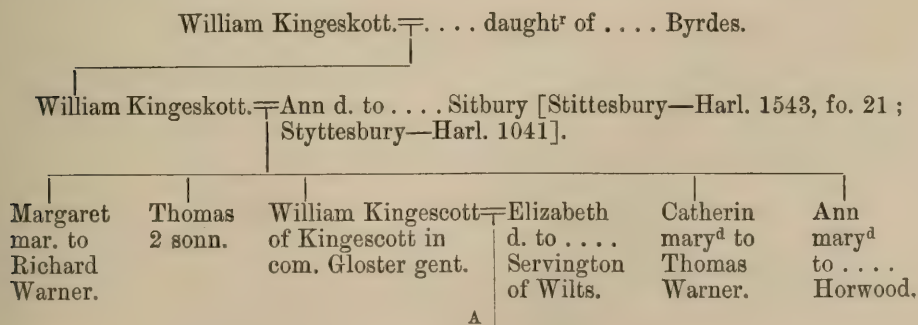 William Kingeskott.=.... daughtʳ of .... Byrdes.
William Kingeskott.=Ann d. to .... Sitbury [Stittesbury—Harl. 1543, fo. 21 ;
Styttesbury—Harl. 1041].
Margaret
mar. to
Richard
Warner.
Thomas
2 sonn.
William Kingescott=
of Kingescott in
com. Gloster gent.
Elizabeth
d. to ....
Servington
of Wilts.
Catherin
maryᵈ to
Thomas
Warner.
Ann
maryᵈ
to ....
Horwood.
A